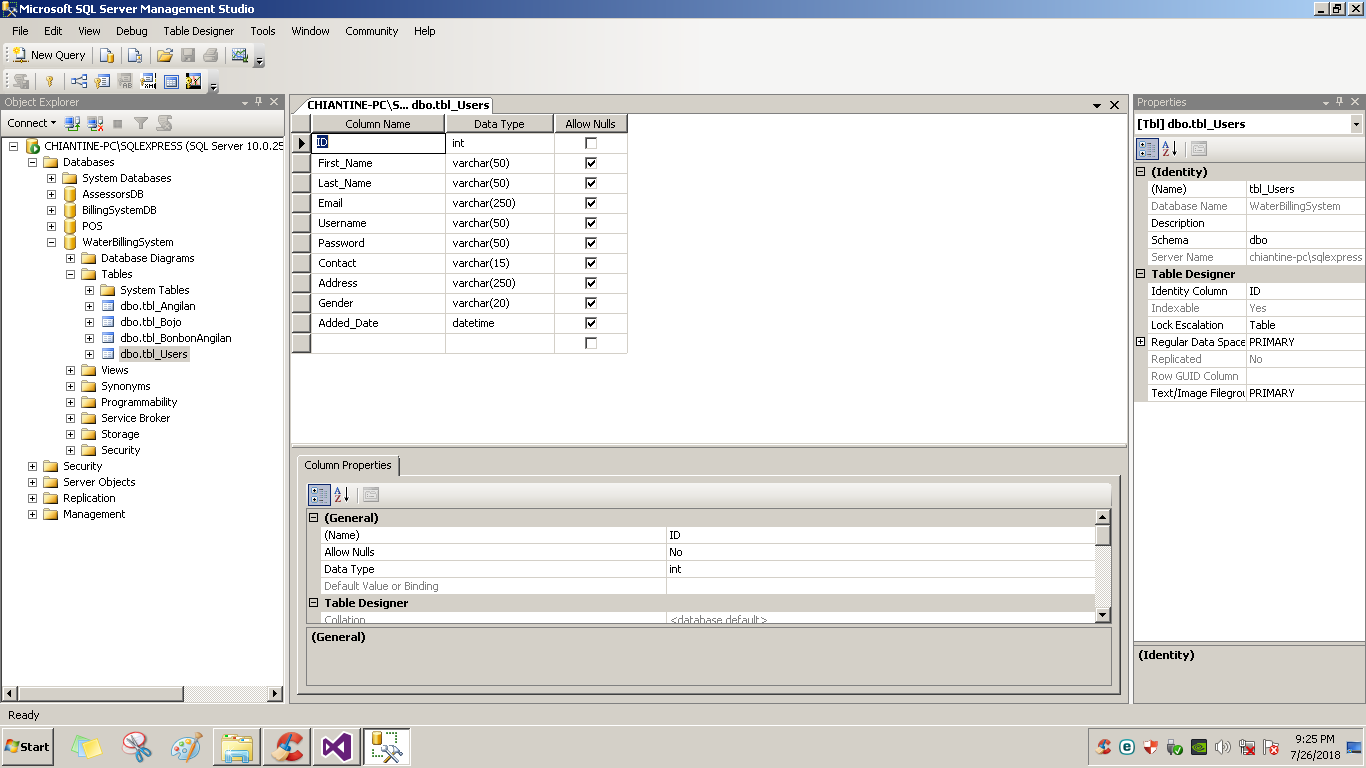 Microsoft SQL Server Management Studio
File Edit View Debug Table Designer Tools Window Community Help
New Query
Object Explorer
Connect
CHIANTINE-PC\SQLEXPRESS (SQL Server 10.0.25
Databases
System Databases
AssessorsDB
BillingSystemDB
POS
WaterBillingSystem
Database Diagrams
Tables
System Tables
dbo.tbl_Angilan
dbo.tbl_Bojo
dbo.tbl_BonbonAngilan
dbo.tbl_Users
Views
Synonyms
Programmability
Service Broker
Storage
Security
Security
Server Objects
Replication
Management
CHIANTINE-PC\S... dbo.tbl_Users
Column Name Data Type Allow Nulls
ID int
First_Name varchar(50)
Last_Name varchar(50)
Email varchar(250)
Username varchar(50)
Password varchar(50)
Contact varchar(15)
Address varchar(250)
Gender varchar(20)
Added_Date datetime
Column Properties
(General)
(Name) ID
Allow Nulls No
Data Type int
Default Value or Binding
Table Designer
Collation <database default>
(General)
Properties
[Tbl] dbo.tbl_Users
(Identity)
(Name) tbl_Users
Database Name WaterBillingSystem
Description
Schema dbo
Server Name chiantine-pc\sqlexpress
Table Designer
Identity Column ID
Indexable Yes
Lock Escalation Table
Regular Data Space PRIMARY
Replicated No
Row GUID Column
Text/Image Filegrou PRIMARY
(Identity)
Ready
Start
9:25 PM
7/26/2018